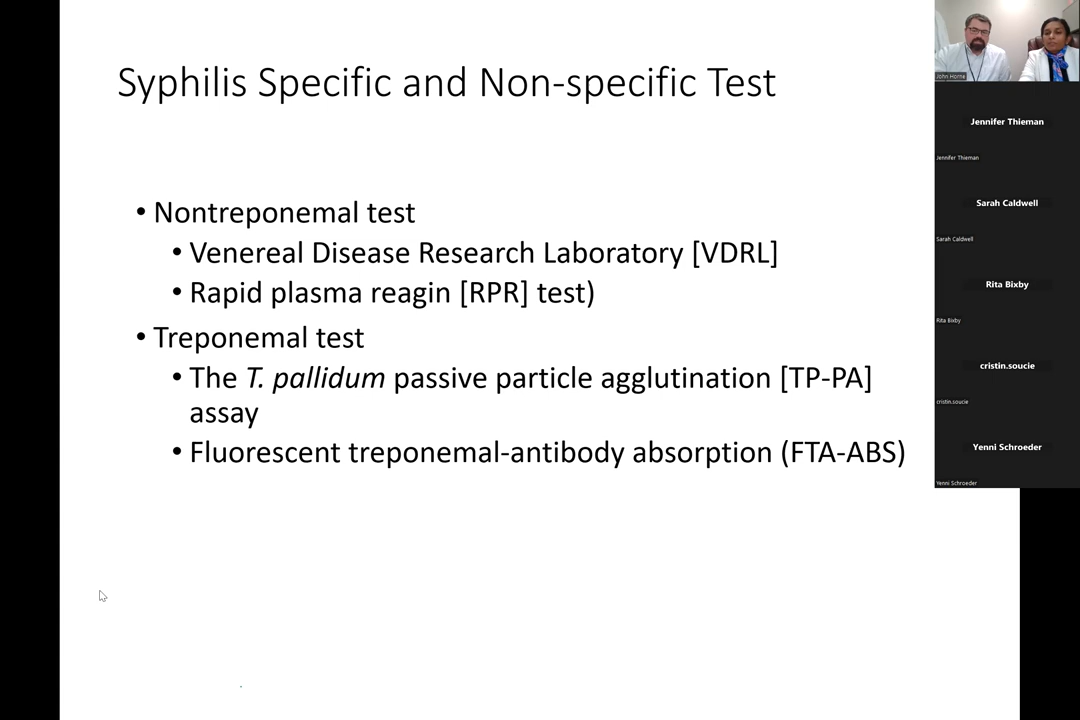 Syphilis Specific and Non-specific Test
• Nontreponemal test
• Venereal Disease Research Laboratory [VDRL]
• Rapid plasma reagin [RPR] test)
• Treponemal test
• The T. pallidum passive particle agglutination [TP-PA]
assay
• Fluorescent treponemal-antibody absorption (FTA-ABS)
John Horne
Jennifer Thieman
Jennifer Thieman
Sarah Caldwell
Sarah Caldwell
Rita Bixby
Rita Bixby
cristin.soucie
cristin.soucie
Yenni Schroeder
Yenni Schroeder